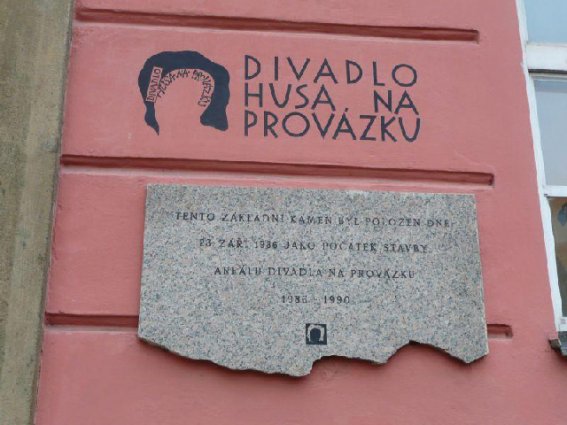 DIVADLO
HUSA NA
PROVÁZKU
TENTO ZÁKLADNÍ KÁMEN BYL POLOŽEN DNE
23. ZÁŘÍ 1986 JAKO POČÁTEK STAVBY
AREÁLU DIVADLA NA PROVÁZKU
1986 - 1990